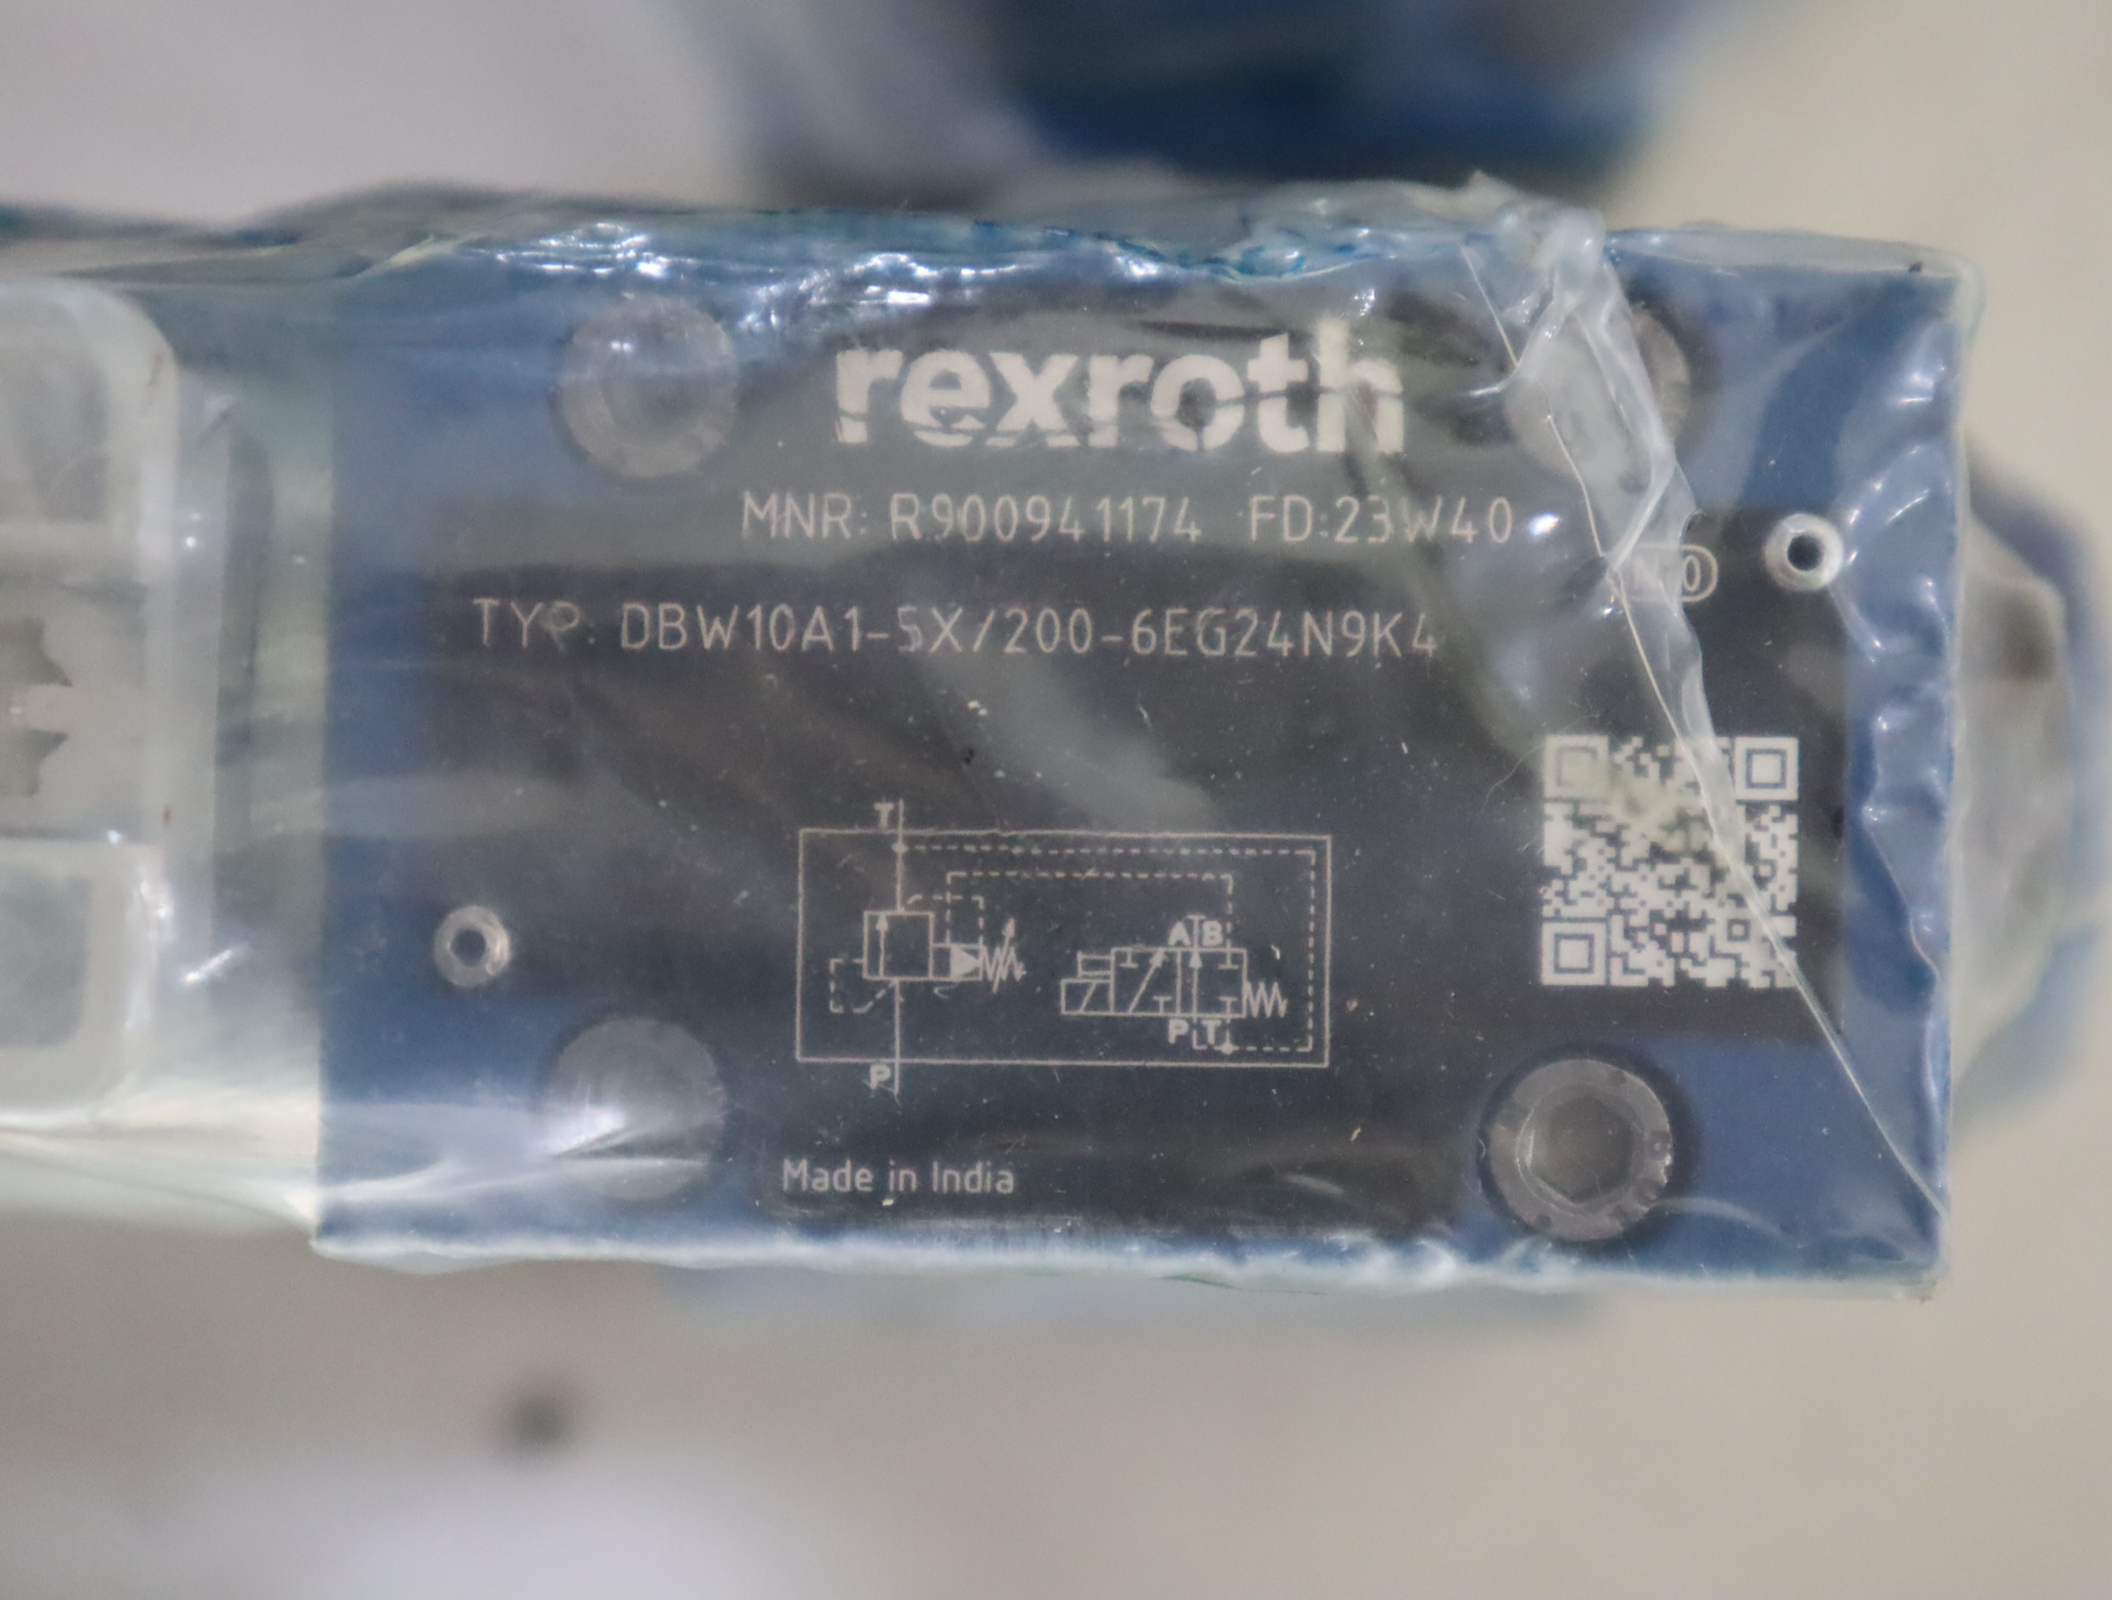 rexroth
MNR: R900941174 FD:23W40
TYP: DBW10A1-5X/200-6EG24N9K4
T
A B
P T
P
Made in India